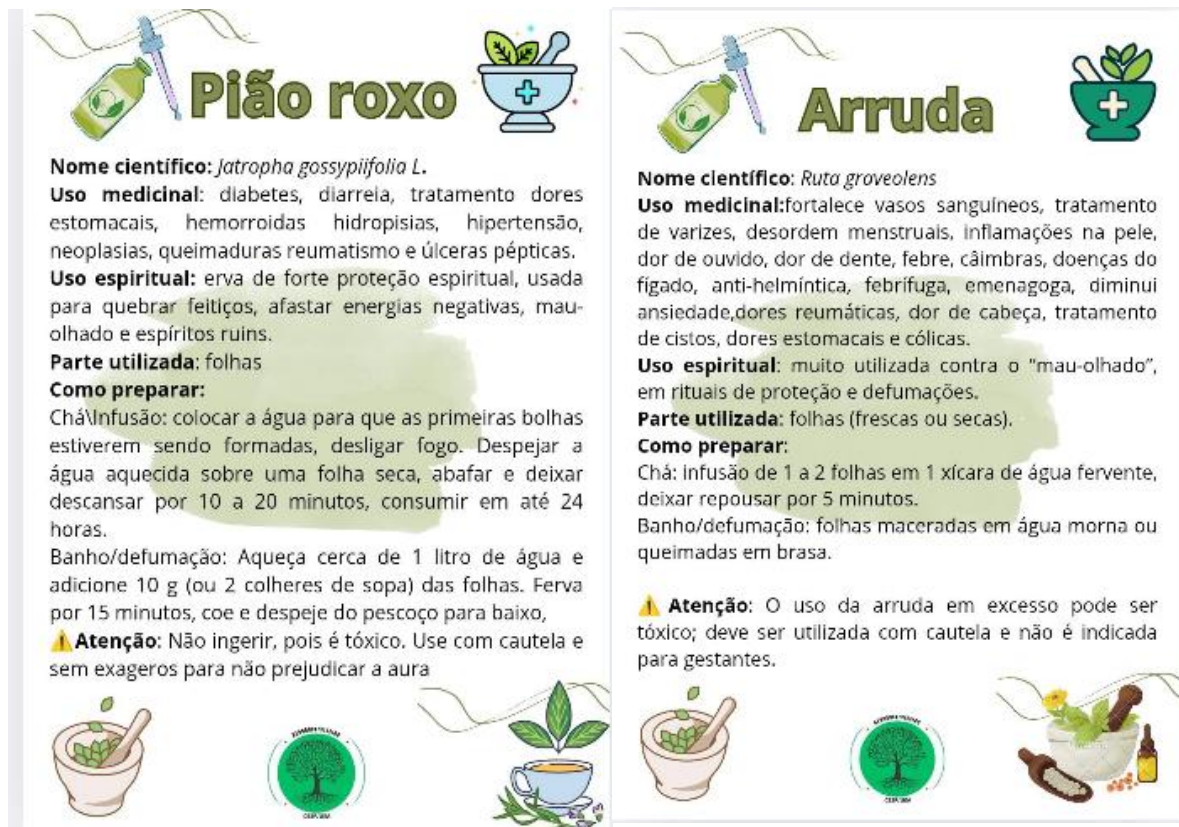 Pião roxo
Nome científico: Jatropha gossypiifolia L.
Uso medicinal: diabetes, diarreia, tratamento dores
estomacais, hemorroidas hidropisias, hipertensão,
neoplasias, queimaduras reumatismo e úlceras pépticas.
Uso espiritual: erva de forte proteção espiritual, usada
para quebrar feitiços, afastar energias negativas, mau-
olhado e espíritos ruins.
Parte utilizada: folhas
Como preparar:
Chá\Infusão: colocar a água para que as primeiras bolhas
estiverem sendo formadas, desligar fogo. Despejar a
água aquecida sobre uma folha seca, abafar e deixar
descansar por 10 a 20 minutos, consumir em até 24
horas.
Banho/defumação: Aqueça cerca de 1 litro de água e
adicione 10 g (ou 2 colheres de sopa) das folhas. Ferva
por 15 minutos, coe e despeje do pescoço para baixo,
⚠️Atenção: Não ingerir, pois é tóxico. Use com cautela e
sem exageros para não prejudicar a aura
Arruda
Nome científico: Ruta graveolens
Uso medicinal:fortalece vasos sanguíneos, tratamento
de varizes, desordem menstruais, inflamações na pele,
dor de ouvido, dor de dente, febre, câimbras, doenças do
fígado, anti-helmíntica, febrífuga, emenagoga, diminui
ansiedade,dores reumáticas, dor de cabeça, tratamento
de cistos, dores estomacais e cólicas.
Uso espiritual: muito utilizada contra o “mau-olhado”,
em rituais de proteção e defumações.
Parte utilizada: folhas (frescas ou secas).
Como preparar:
Chá: infusão de 1 a 2 folhas em 1 xícara de água fervente,
deixar repousar por 5 minutos.
Banho/defumação: folhas maceradas em água morna ou
queimadas em brasa.
⚠️ Atenção: O uso da arruda em excesso pode ser
tóxico; deve ser utilizada com cautela e não é indicada
para gestantes.